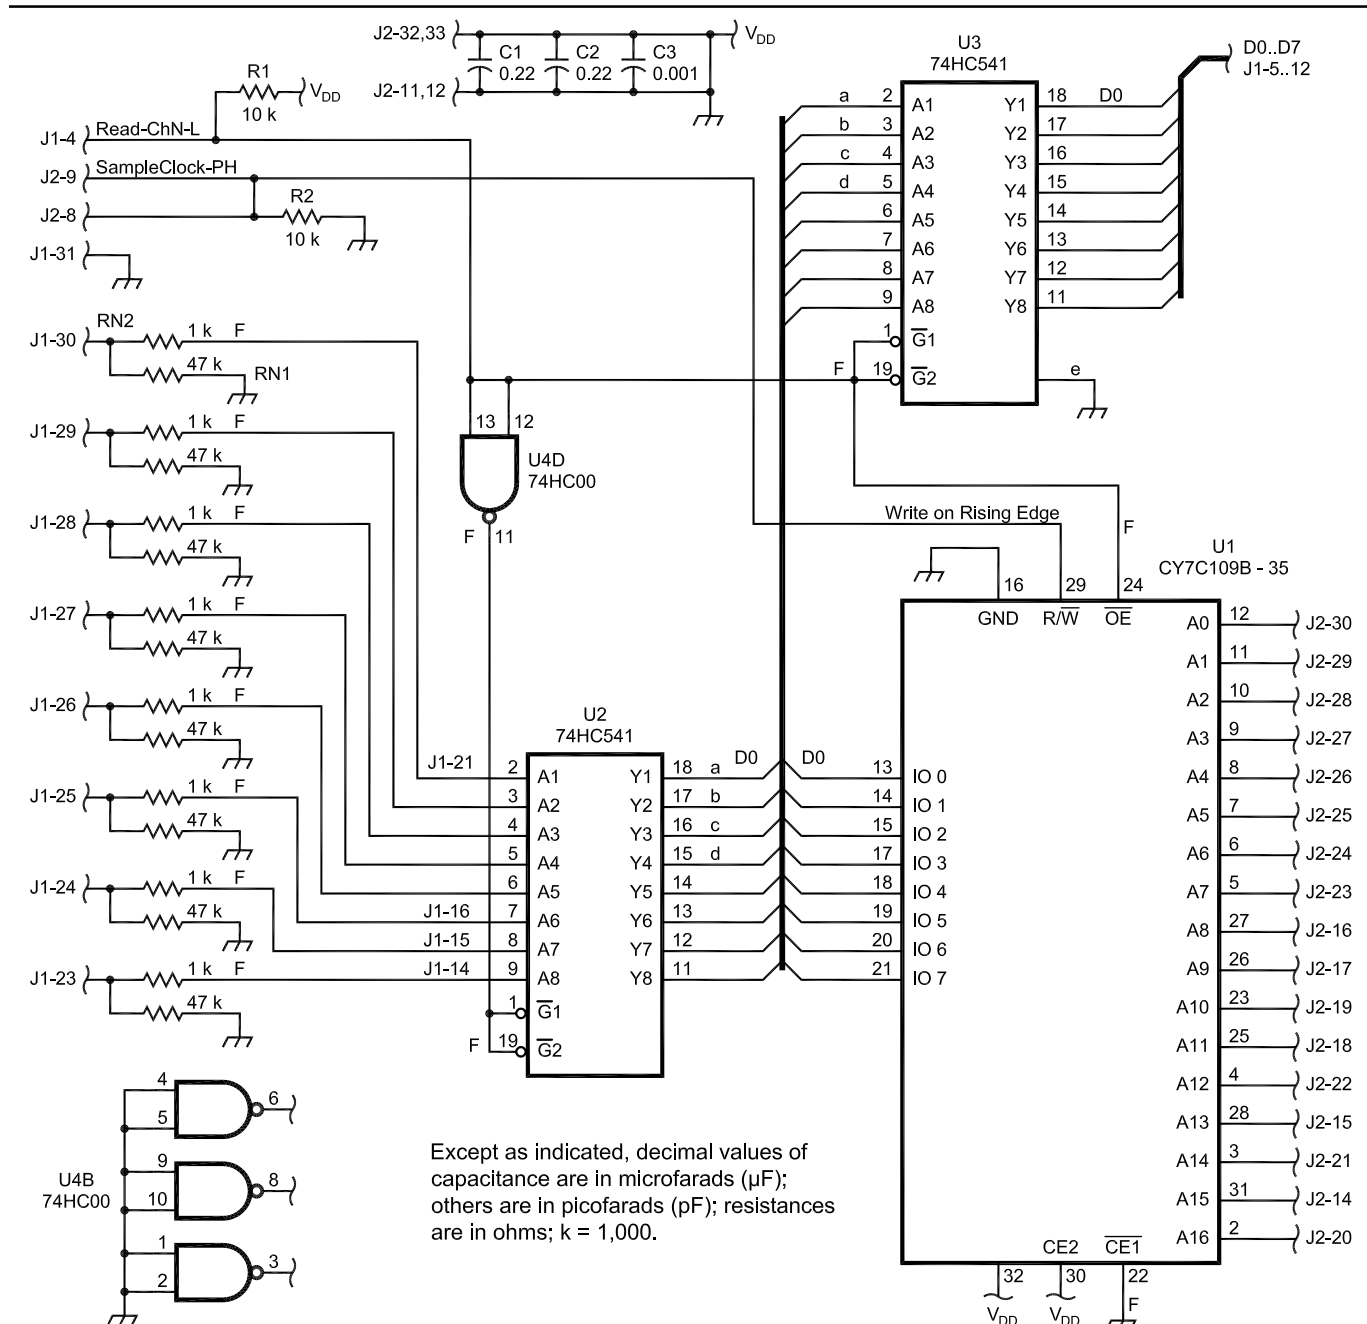 J2-32,33
C1
0.22
C2
0.22
C3
0.001
V_DD
J2-11,12
U3
74HC541
D0..D7
J1-5..12
R1
10 k
V_DD
J1-4
Read-ChN-L
J2-9
SampleClock-PH
J2-8
R2
10 k
J1-31
a 2 A1 Y1 18 D0
b 3 A2 Y2 17
c 4 A3 Y3 16
d 5 A4 Y4 15
6 A5 Y5 14
7 A6 Y6 13
8 A7 Y7 12
9 A8 Y8 11
1 G̅1
F 19 G̅2 e
RN2
J1-30 1 k F
47 k RN1
J1-29 1 k F
47 k
J1-28 1 k F
47 k
J1-27 1 k F
47 k
J1-26 1 k F
47 k
J1-25 1 k F
47 k
J1-24 1 k F
47 k
J1-23 1 k F
47 k
13 12
U4D
74HC00
F 11
Write on Rising Edge
F
U1
CY7C109B - 35
16 29 24
GND R/W̅ O̅E̅
U2
74HC541
J1-21 2 A1 Y1 18 a D0
3 A2 Y2 17 b
4 A3 Y3 16 c
5 A4 Y4 15 d
6 A5 Y5 14
J1-16 7 A6 Y6 13
J1-15 8 A7 Y7 12
J1-14 9 A8 Y8 11
1 G̅1
F 19 G̅2
D0 13 IO 0
14 IO 1
15 IO 2
17 IO 3
18 IO 4
19 IO 5
20 IO 6
21 IO 7
A0 12 J2-30
A1 11 J2-29
A2 10 J2-28
A3 9 J2-27
A4 8 J2-26
A5 7 J2-25
A6 6 J2-24
A7 5 J2-23
A8 27 J2-16
A9 26 J2-17
A10 23 J2-19
A11 25 J2-18
A12 4 J2-22
A13 28 J2-15
A14 3 J2-21
A15 31 J2-14
A16 2 J2-20
CE2 C̅E̅1̅
32 30 22
V_DD V_DD F
4 6
5
U4B
74HC00
9 8
10
1 3
2
Except as indicated, decimal values of
capacitance are in microfarads (µF);
others are in picofarads (pF); resistances
are in ohms; k = 1,000.